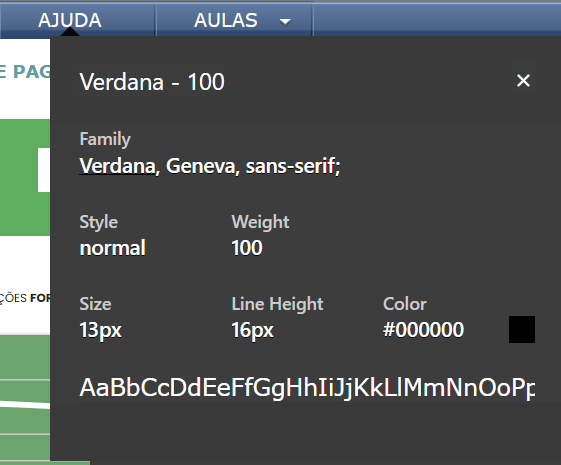 AJUDA AULAS
E PAG
Verdana - 100
Family
Verdana, Geneva, sans-serif;
Style Weight
normal 100
ÇÕES FOR
Size Line Height Color
13px 16px #000000
AaBbCcDdEeFfGgHhIiJjKkLlMmNnOoPp